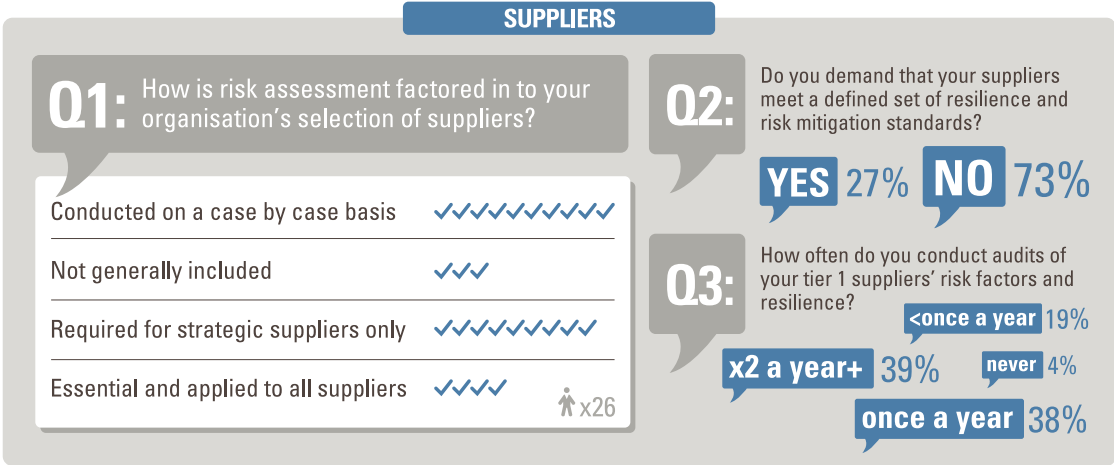 SUPPLIERS
Q1:
How is risk assessment factored in to your
organisation's selection of suppliers?
Conducted on a case by case basis
Not generally included
Required for strategic suppliers only
Essential and applied to all suppliers
x26
Q2:
Do you demand that your suppliers
meet a defined set of resilience and
risk mitigation standards?
YES 27% NO 73%
Q3:
How often do you conduct audits of
your tier 1 suppliers' risk factors and
resilience?
<once a year 19%
x2 a year+ 39%
never 4%
once a year 38%